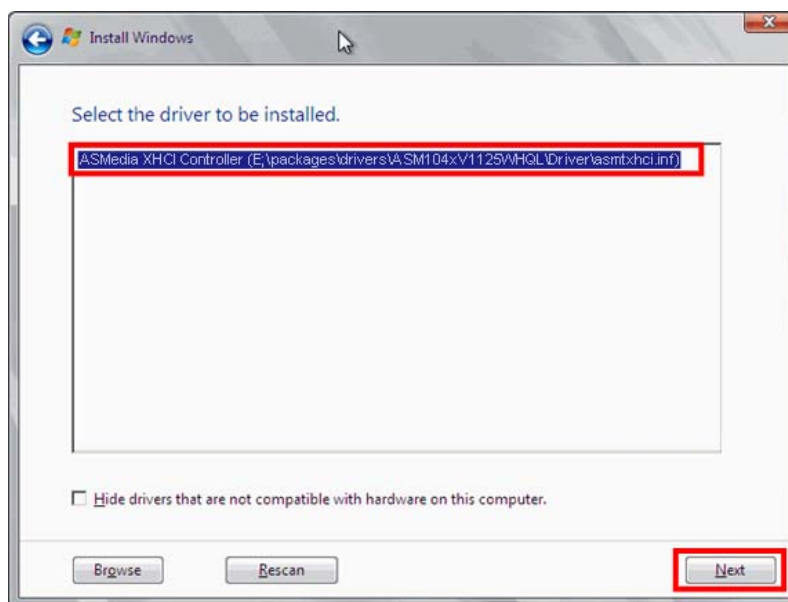 Install Windows
Select the driver to be installed.
ASMedia XHCI Controller (E;\packages\drivers\ASM104xV1125WHQL\Driver\asmtxhci.inf)
Hide drivers that are not compatible with hardware on this computer.
Browse Rescan Next